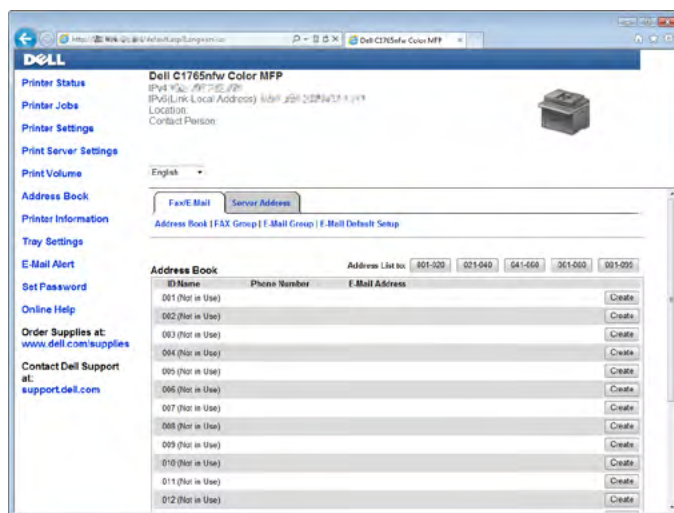 Dell C1765nfw Color MFP
DELL
Dell C1765nfw Color MFP
IPv4
IPv6(Link Local Address)
Location:
Contact Person:
English
Printer Status
Printer Jobs
Printer Settings
Print Server Settings
Print Volume
Address Book
Printer Information
Tray Settings
E-Mail Alert
Set Password
Online Help
Order Supplies at:
www.dell.com/supplies
Contact Dell Support
at:
support.dell.com
Fax/E-Mail Server Address
Address Book | FAX Group | E-Mail Group | E-Mail Default Setup
Address Book Address List to: 001-020 021-040 041-060 061-080 081-099
ID Name Phone Number E-Mail Address
001 (Not in Use) Create
002 (Not in Use) Create
003 (Not in Use) Create
004 (Not in Use) Create
005 (Not in Use) Create
006 (Not in Use) Create
007 (Not in Use) Create
008 (Not in Use) Create
009 (Not in Use) Create
010 (Not in Use) Create
011 (Not in Use) Create
012 (Not in Use) Create